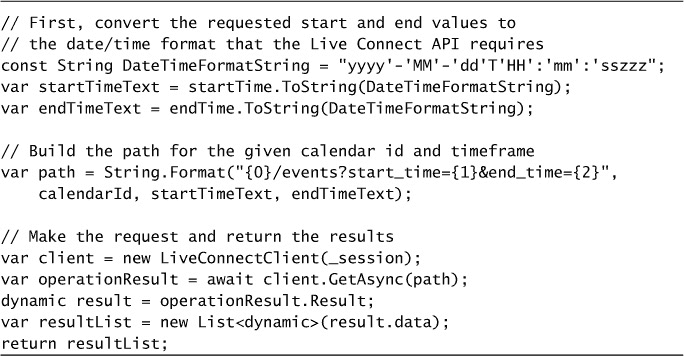 // First, convert the requested start and end values to
// the date/time format that the Live Connect API requires
const String DateTimeFormatString = "yyyy'-'MM'-'dd'T'HH':'mm':'sszzz";
var startTimeText = startTime.ToString(DateTimeFormatString);
var endTimeText = endTime.ToString(DateTimeFormatString);

// Build the path for the given calendar id and timeframe
var path = String.Format("{0}/events?start_time={1}&end_time={2}",
    calendarId, startTimeText, endTimeText);

// Make the request and return the results
var client = new LiveConnectClient(_session);
var operationResult = await client.GetAsync(path);
dynamic result = operationResult.Result;
var resultList = new List<dynamic>(result.data);
return resultList;